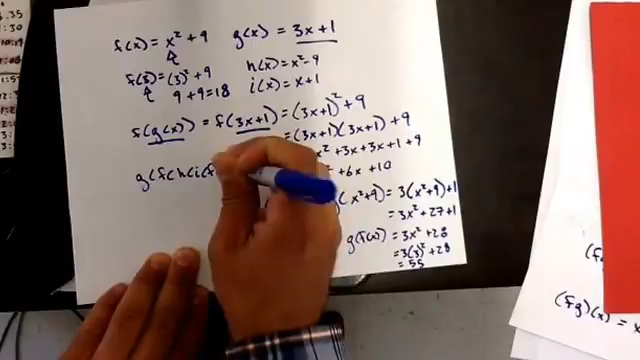 f(x) = x² + 9
g(x) = 3x + 1
f(3) = (3)² + 9
9 + 9 = 18
h(x) = x² - 9
i(x) = x + 1
f(g(x)) = f(3x+1) = (3x+1)² + 9
= (3x+1)(3x+1) + 9
x² + 3x + 3x + 1 + 9
+ 6x + 10
g(f(h(i(
(x²+9) = 3(x²+9)+1
= 3x² + 27 + 1
g(f(x)) = 3x² + 28
= 3(3)² + 28
= 55
(fg)(x) =